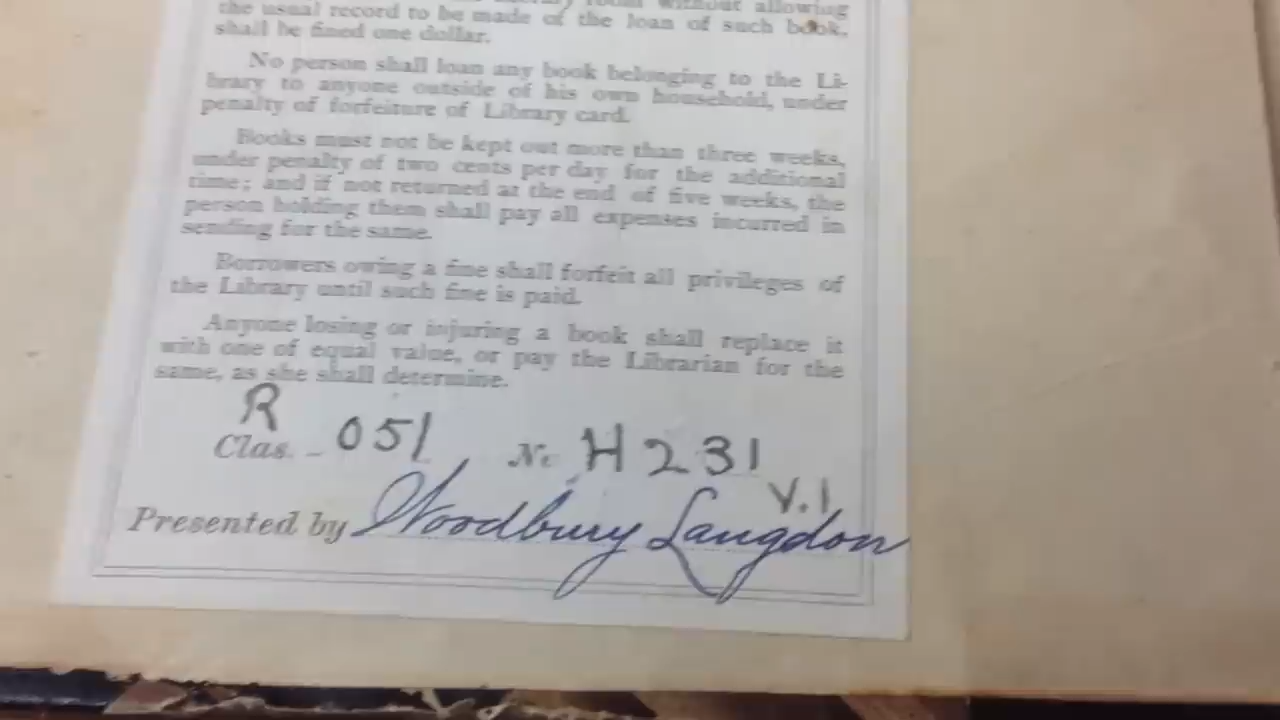 room without allowing
the usual record to be made of the loan of such book,
shall be fined one dollar.
No person shall loan any book belonging to the Li-
brary to anyone outside of his own household, under
penalty of forfeiture of Library card.
Books must not be kept out more than three weeks,
under penalty of two cents per day for the additional
time; and if not returned at the end of five weeks, the
person holding them shall pay all expenses incurred in
sending for the same.
Borrowers owing a fine shall forfeit all privileges of
the Library until such fine is paid.
Anyone losing or injuring a book shall replace it
with one of equal value, or pay the Librarian for the
same, as she shall determine.
R
Clas. 051 No H231
V.1
Presented by Woodbury Langdon